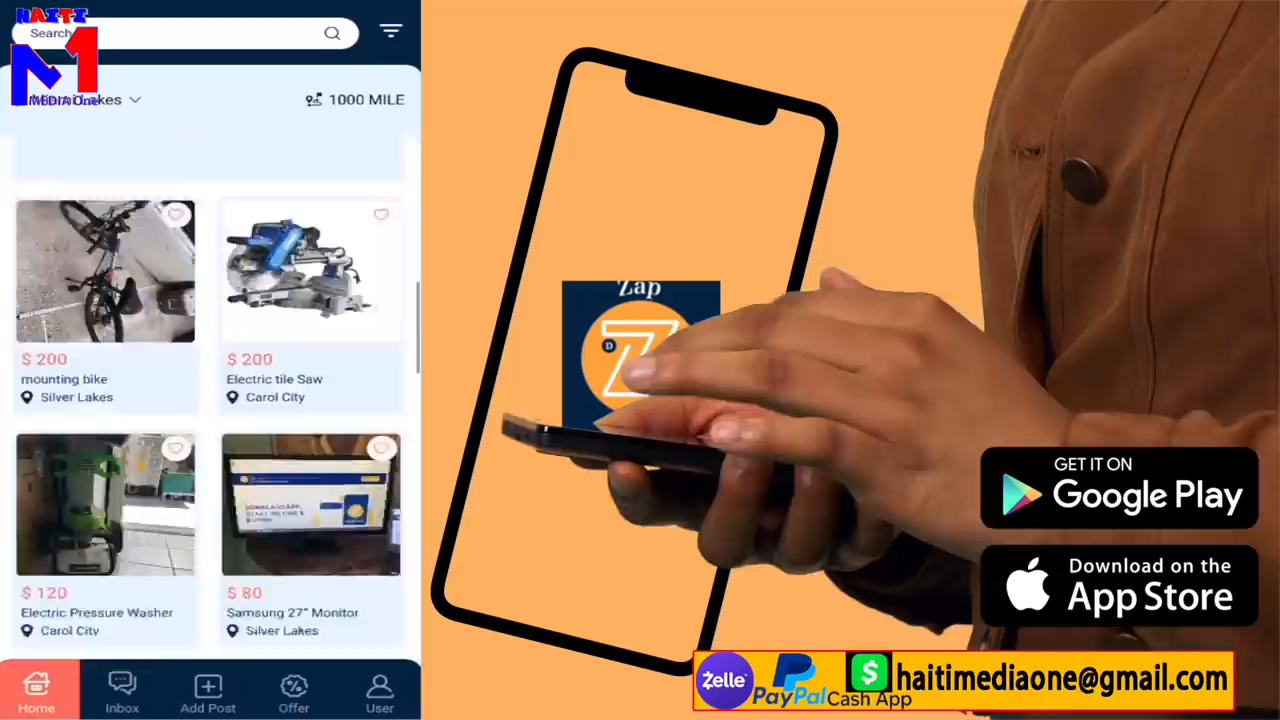 HAITI
M1
MEDIA One
Search
Miami Lakes
1000 MILE
$ 200
mounting bike
Silver Lakes
$ 200
Electric tile Saw
Carol City
$ 120
Electric Pressure Washer
Carol City
$ 80
Samsung 27" Monitor
Silver Lakes
Home
Inbox
Add Post
Offer
User
Zap
D
Z
GET IT ON
Google Play
Download on the
App Store
Zelle
PayPal
$
Cash App
haitimediaone@gmail.com